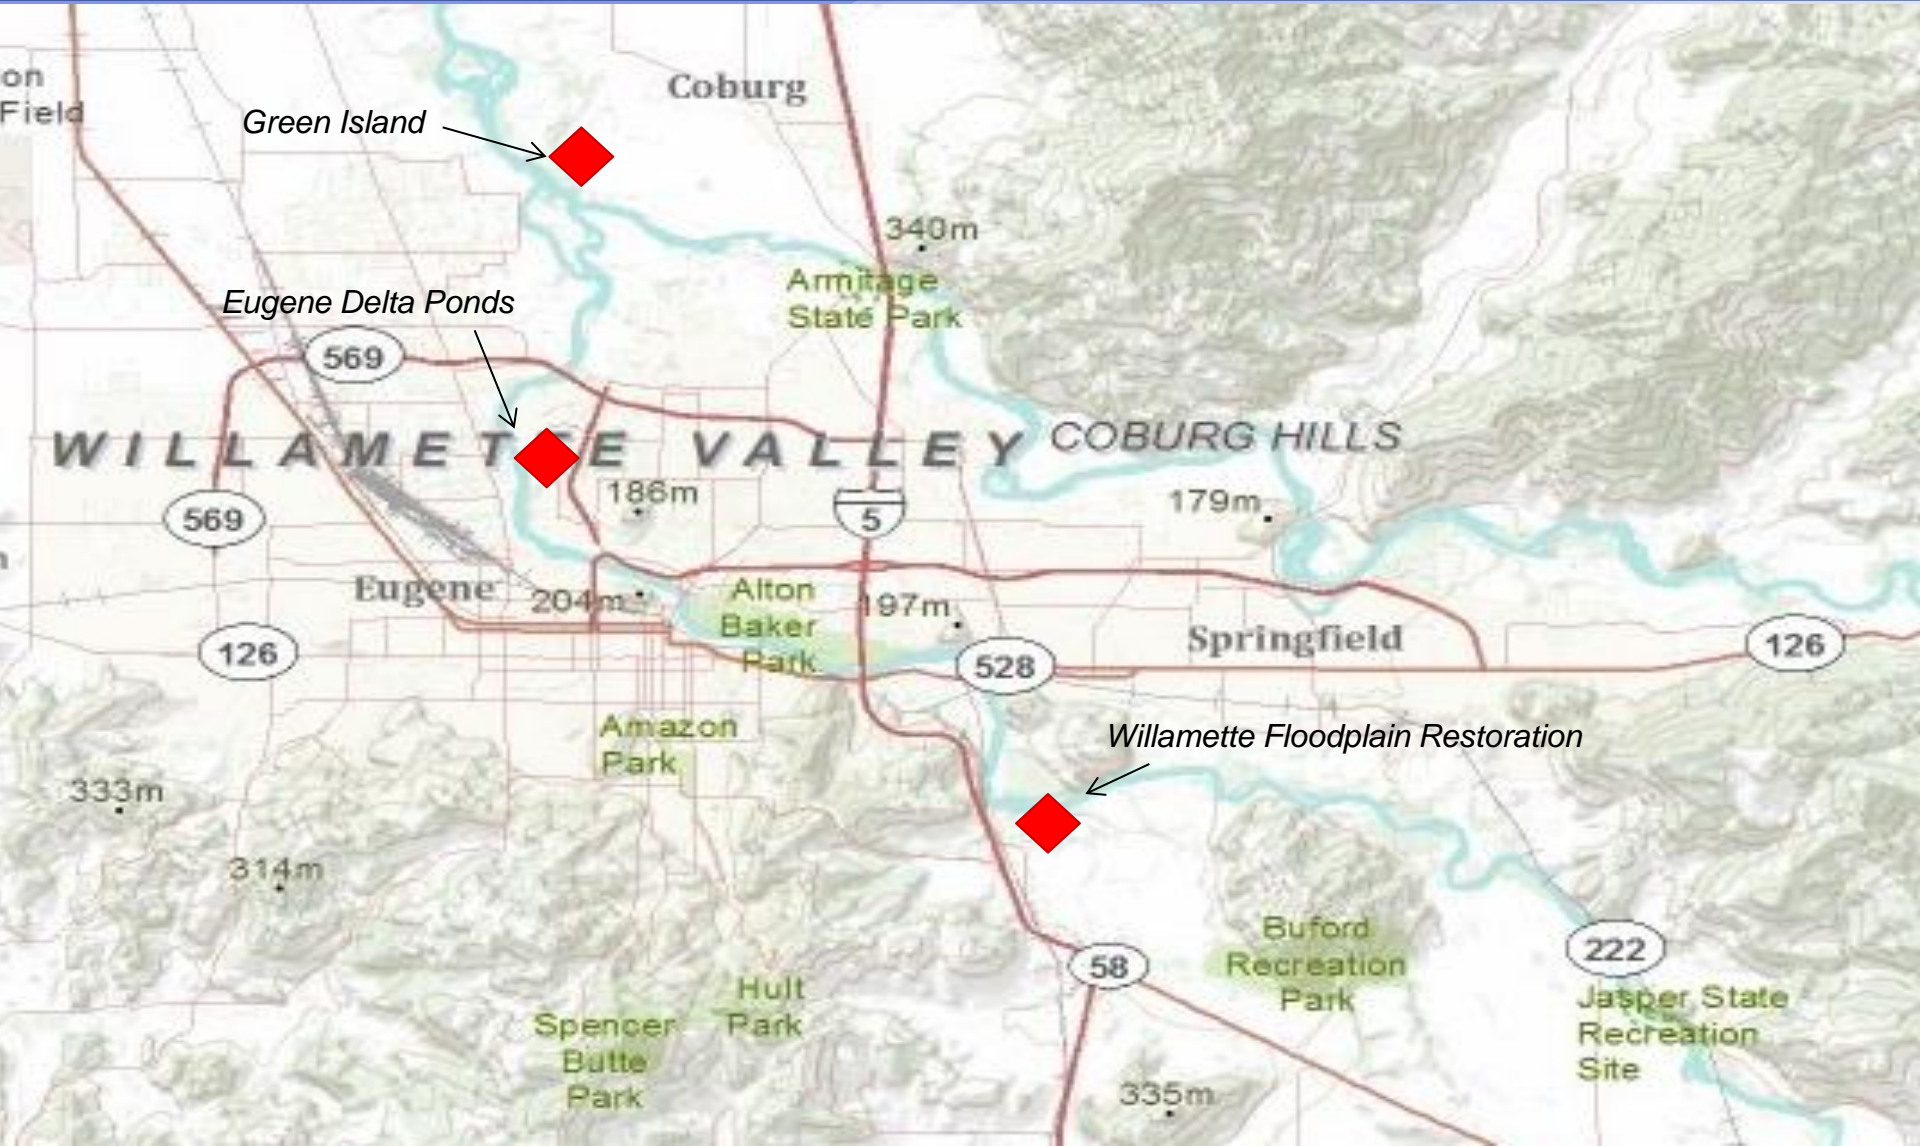 on
Field
Coburg
Green Island
340m
Armitage
State Park
Eugene Delta Ponds
569
WILLAMETTE VALLEY
COBURG HILLS
186m
179m
569
5
Eugene
204m
Alton
Baker
Park
197m
Springfield
126
528
126
Amazon
Park
Willamette Floodplain Restoration
333m
314m
58
Buford
Recreation
Park
222
Hult
Park
Spencer
Butte
Park
Jasper State
Recreation
Site
335m